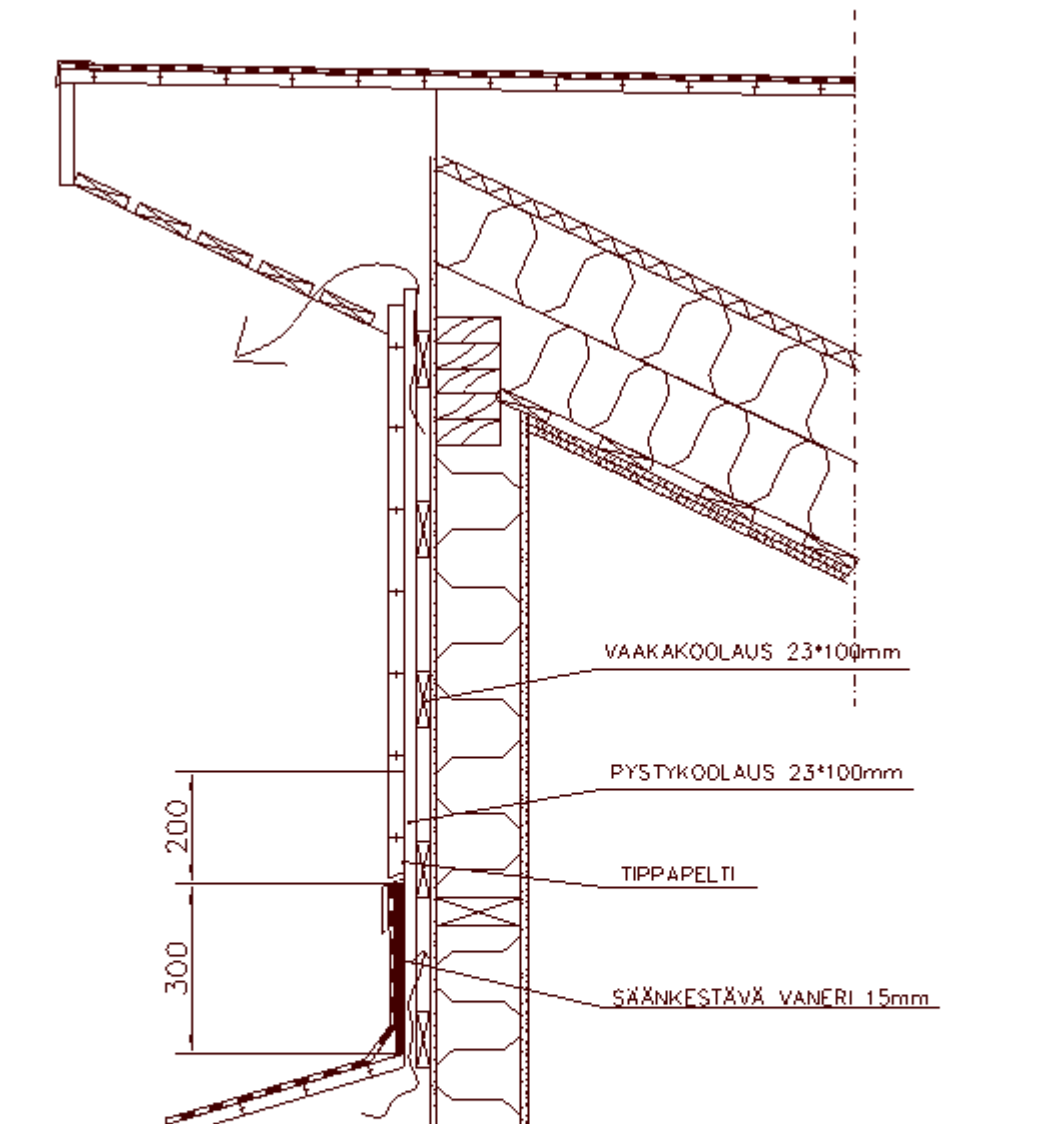 VAAKAKOOLAUS 23*100mm
PYSTYKOOLAUS 23*100mm
200
TIPPAPELTI
300
SÄÄNKESTÄVÄ VANERI 15mm